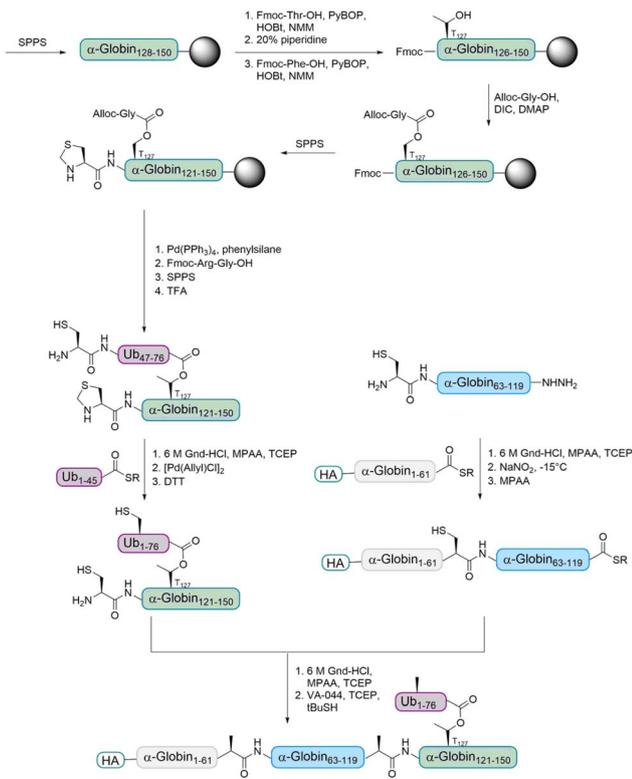 SPPS
α-Globin128-150
1. Fmoc-Thr-OH, PyBOP,
HOBt, NMM
2. 20% piperidine
3. Fmoc-Phe-OH, PyBOP,
HOBt, NMM
OH
T127
Fmoc
α-Globin126-150
Alloc-Gly-OH,
DIC, DMAP
Alloc-Gly
O
O
T127
Fmoc
α-Globin126-150
SPPS
Alloc-Gly
O
O
T127
S
N
H
O
H
N
α-Globin121-150
1. Pd(PPh3)4, phenylsilane
2. Fmoc-Arg-Gly-OH
3. SPPS
4. TFA
HS
H2N
O
H
N
Ub47-76
O
O
T127
S
N
H
O
H
N
α-Globin121-150
HS
H2N
O
H
N
α-Globin63-119
NHNH2
Ub1-45
O
SR
1. 6 M Gnd-HCl, MPAA, TCEP
2. [Pd(Allyl)Cl]2
3. DTT
HA
α-Globin1-61
O
SR
1. 6 M Gnd-HCl, MPAA, TCEP
2. NaNO2, -15°C
3. MPAA
HS
Ub1-76
O
O
T127
HS
H2N
O
H
N
α-Globin121-150
HA
α-Globin1-61
HS
O
H
N
α-Globin63-119
O
SR
1. 6 M Gnd-HCl,
MPAA, TCEP
2. VA-044, TCEP,
tBuSH
Ub1-76
O
O
T127
HA
α-Globin1-61
O
H
N
α-Globin63-119
O
H
N
α-Globin121-150